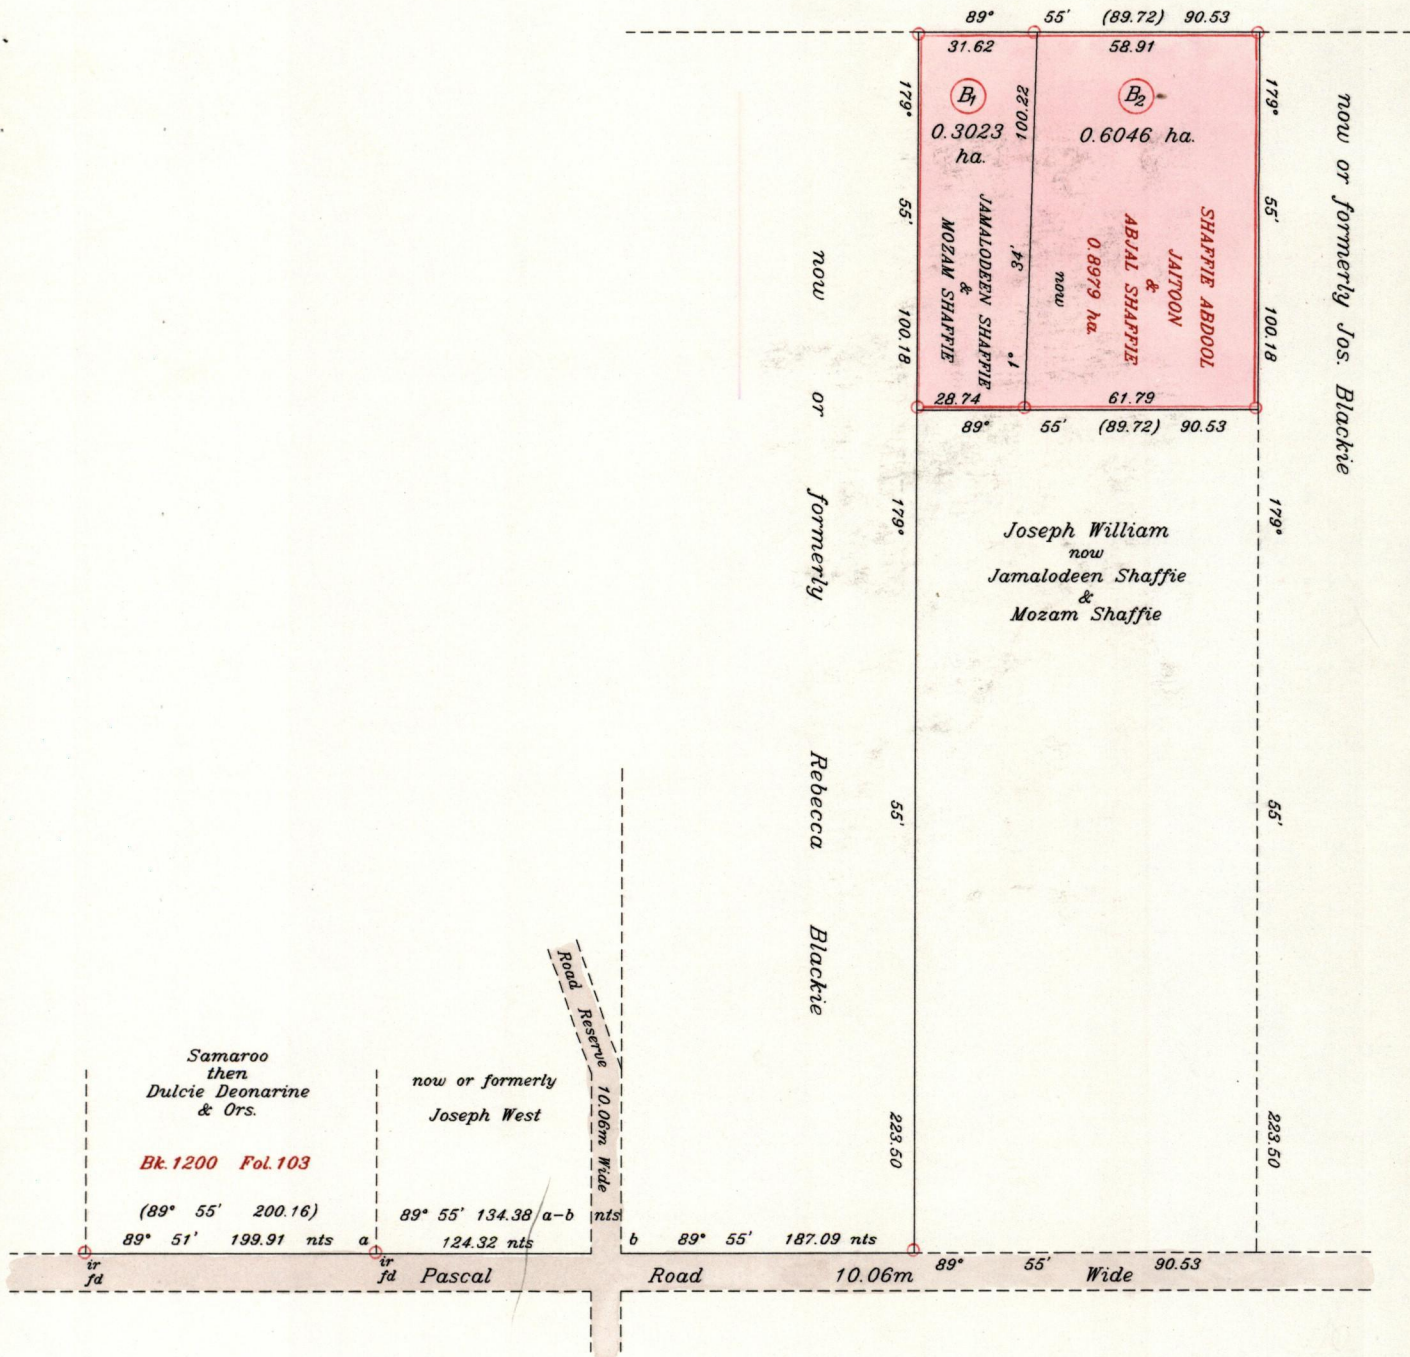 89° 55' (89.72) 90.53
31.62 58.91
B1
0.3023
ha.
B2
0.6046 ha.
179° 55' 100.18
100.22 34' 1°
179° 55' 100.18
JAMALODEEN SHAFFIE
&
MOZAM SHAFFIE
SHAFFIE ABDOOL
JAITOON
&
ABJAL SHAFFIE
0.8979 ha.
now
28.74 61.79
89° 55' (89.72) 90.53
now or formerly Jos. Blackie
now or formerly Rebecca Blackie
179° 55' 223.50
Joseph William
now
Jamalodeen Shaffie
&
Mozam Shaffie
179° 55' 223.50
Samaroo
then
Dulcie Deonarine
& Ors.
Bk.1200 Fol.103
(89° 55' 200.16)
89° 51' 199.91 nts a
now or formerly
Joseph West
89° 55' 134.38 a-b nts
124.32 nts
Road Reserve 10.06m Wide
b 89° 55' 187.09 nts
89° 55' 90.53
ir
fd
ir
fd
Pascal Road 10.06m Wide